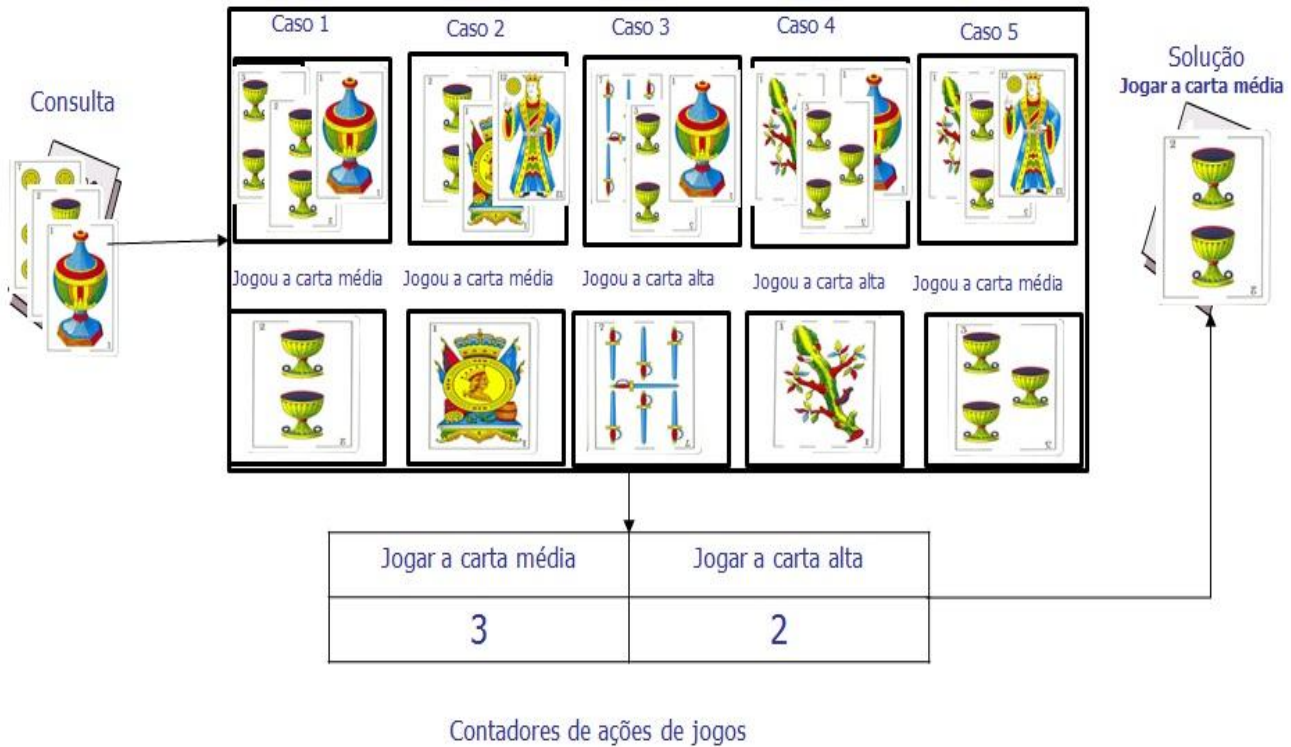 Caso 1
Caso 2
Caso 3
Caso 4
Caso 5
Consulta
Solução
Jogar a carta média
Jogou a carta média
Jogou a carta média
Jogou a carta alta
Jogou a carta alta
Jogou a carta média
Jogar a carta média
Jogar a carta alta
3
2
Contadores de ações de jogos